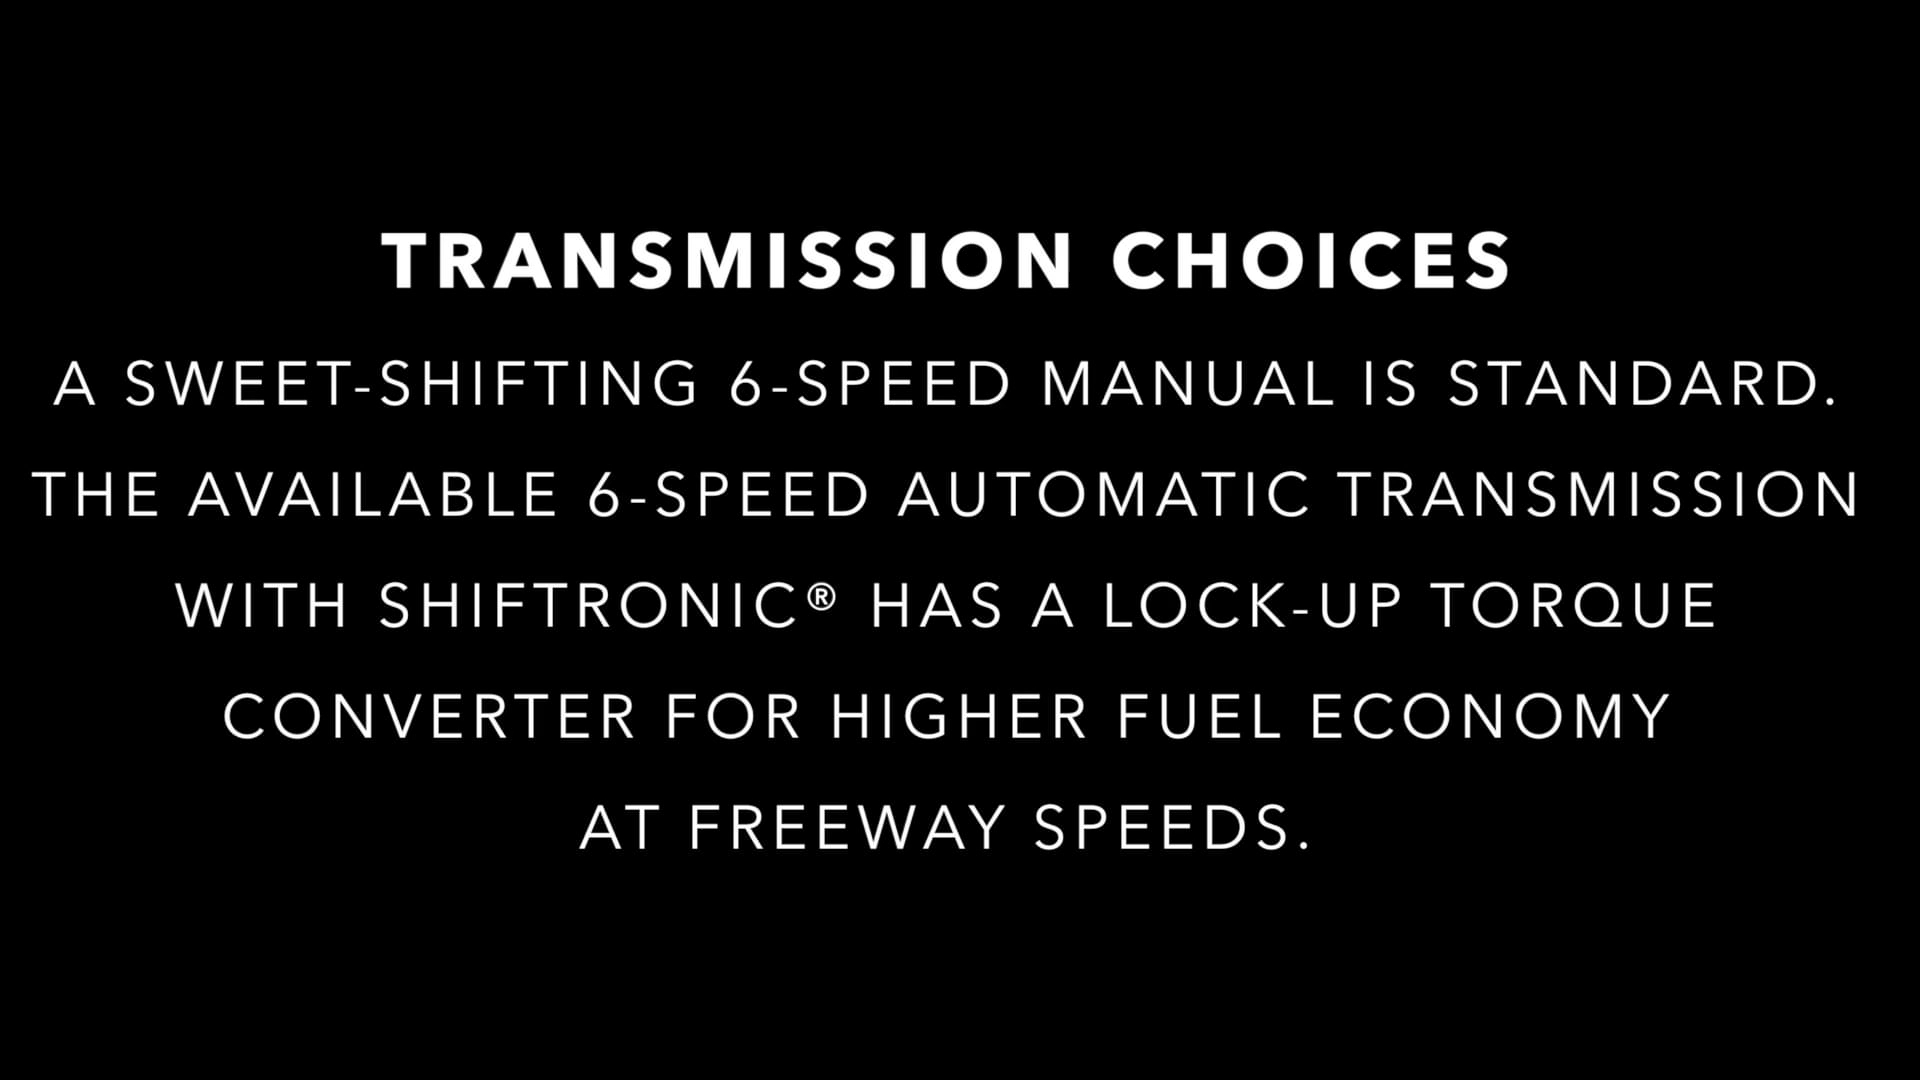 TRANSMISSION CHOICES
A SWEET-SHIFTING 6-SPEED MANUAL IS STANDARD.
THE AVAILABLE 6-SPEED AUTOMATIC TRANSMISSION
WITH SHIFTRONIC® HAS A LOCK-UP TORQUE
CONVERTER FOR HIGHER FUEL ECONOMY
AT FREEWAY SPEEDS.